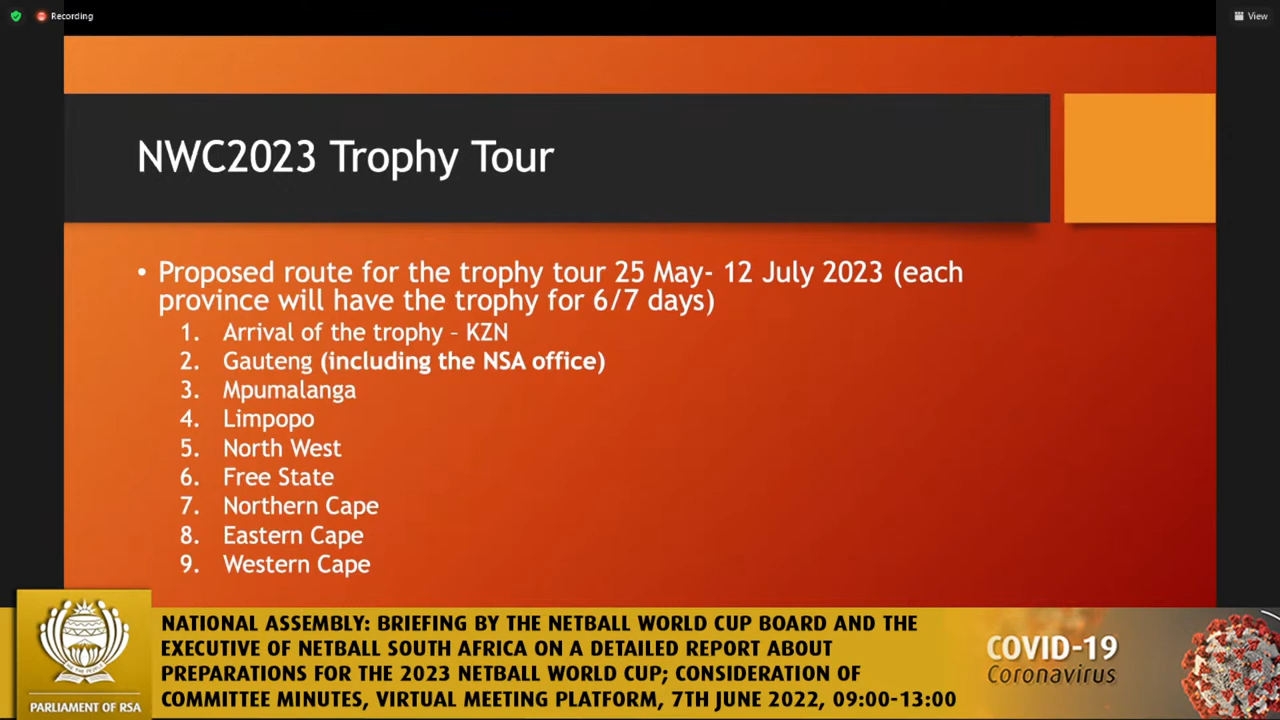 Recording
View
NWC2023 Trophy Tour
• Proposed route for the trophy tour 25 May- 12 July 2023 (each
province will have the trophy for 6/7 days)
1. Arrival of the trophy – KZN
2. Gauteng (including the NSA office)
3. Mpumalanga
4. Limpopo
5. North West
6. Free State
7. Northern Cape
8. Eastern Cape
9. Western Cape
NATIONAL ASSEMBLY: BRIEFING BY THE NETBALL WORLD CUP BOARD AND THE
EXECUTIVE OF NETBALL SOUTH AFRICA ON A DETAILED REPORT ABOUT
PREPARATIONS FOR THE 2023 NETBALL WORLD CUP; CONSIDERATION OF
COMMITTEE MINUTES, VIRTUAL MEETING PLATFORM, 7TH JUNE 2022, 09:00-13:00
PARLIAMENT OF RSA
COVID-19
Coronavirus